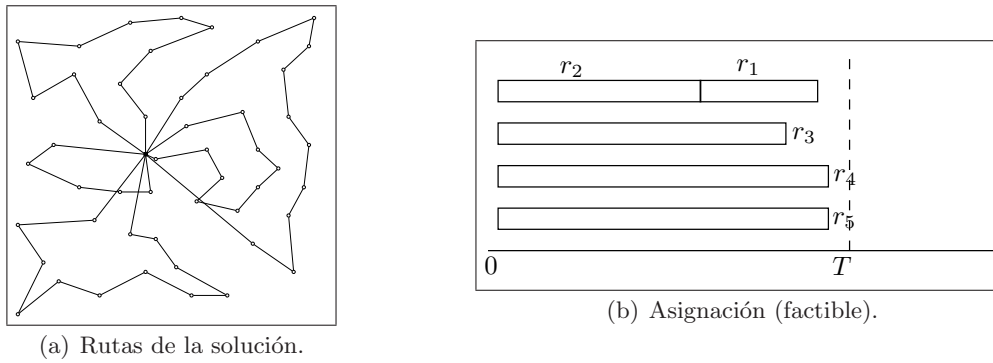 r₂ r₁
r₃
r₄
r₅
0 T
(b) Asignación (factible).
(a) Rutas de la solución.